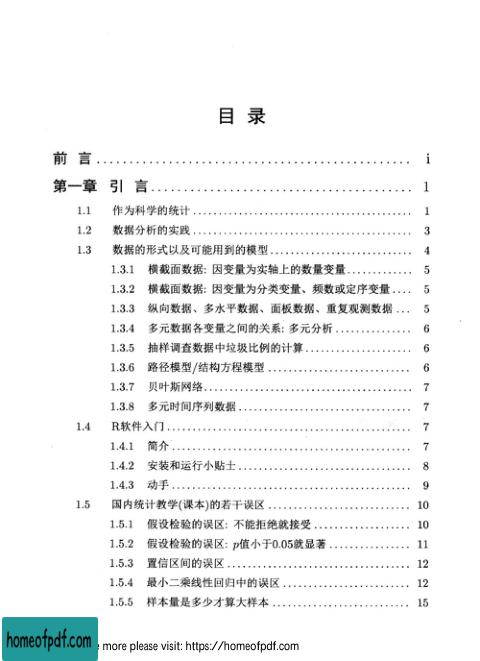 目 录
前 言 ................................................ i
第一章 引 言 ........................................ 1
1.1 作为科学的统计 .................................. 1
1.2 数据分析的实践 .................................. 3
1.3 数据的形式以及可能用到的模型 ...................... 4
1.3.1 横截面数据: 因变量为实轴上的数量变量 ............ 5
1.3.2 横截面数据: 因变量为分类变量、频数或定序变量 .... 5
1.3.3 纵向数据、多水平数据、面板数据、重复观测数据 ... 5
1.3.4 多元数据各变量之间的关系: 多元分析 .............. 6
1.3.5 抽样调查数据中垃圾比例的计算 .................. 6
1.3.6 路径模型/结构方程模型 ........................ 6
1.3.7 贝叶斯网络 .................................. 7
1.3.8 多元时间序列数据 ............................ 7
1.4 R软件入门 ...................................... 7
1.4.1 简介 ........................................ 7
1.4.2 安装和运行小贴士 ............................ 8
1.4.3 动手 ........................................ 9
1.5 国内统计教学(课本)的若干误区 .................... 10
1.5.1 假设检验的误区: 不能拒绝就接受 ................ 10
1.5.2 假设检验的误区: p值小于0.05就显著 .............. 11
1.5.3 置信区间的误区 .............................. 12
1.5.4 最小二乘线性回归中的误区 ...................... 12
1.5.5 样本量是多少才算大样本 ........................ 15
homeofpdf.com
more please visit: https://homeofpdf.com